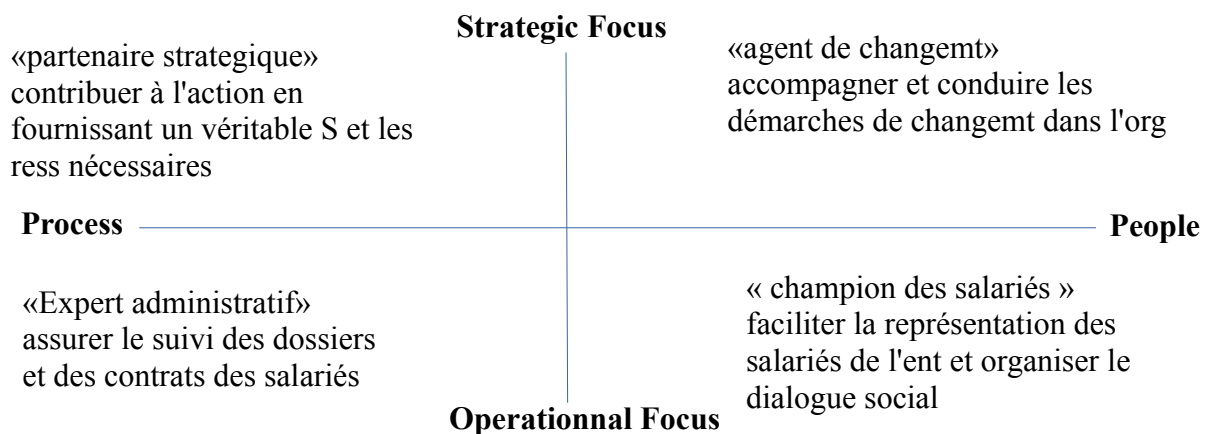 Strategic Focus
«partenaire strategique»
contribuer à l'action en
fournissant un véritable S et les
ress nécessaires
«agent de changemt»
accompagner et conduire les
démarches de changemt dans l'org
Process
People
«Expert administratif»
assurer le suivi des dossiers
et des contrats des salariés
« champion des salariés »
faciliter la représentation des
salariés de l'ent et organiser le
dialogue social
Operationnal Focus